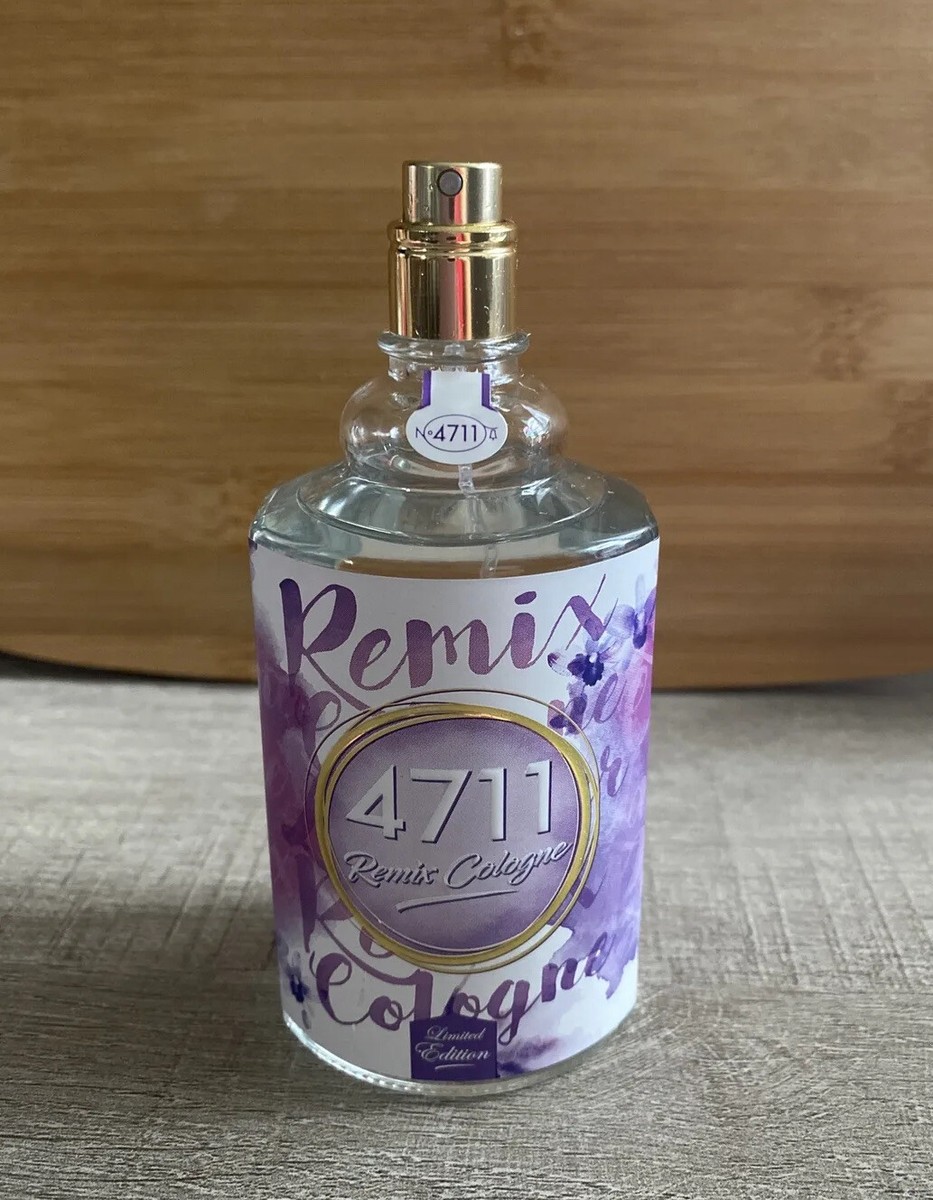 Nº4711
Remix
4711
Remix Cologne
Cologne
Limited
Edition